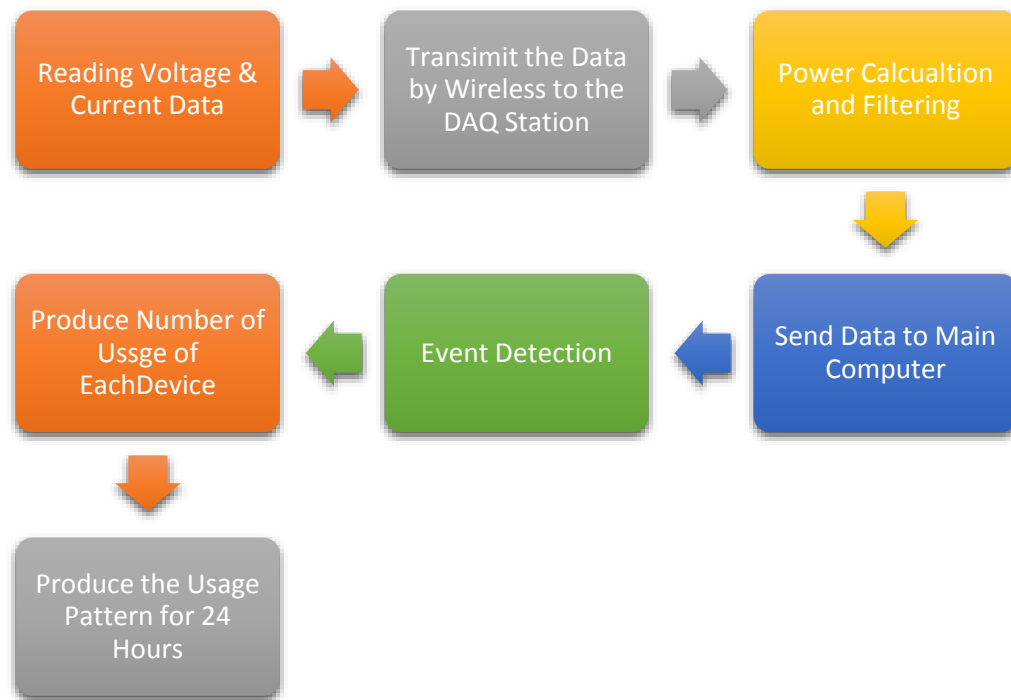 Reading Voltage &
Current Data
Transimit the Data
by Wireless to the
DAQ Station
Power Calcualtion
and Filtering
Send Data to Main
Computer
Event Detection
Produce Number of
Ussge of
EachDevice
Produce the Usage
Pattern for 24
Hours